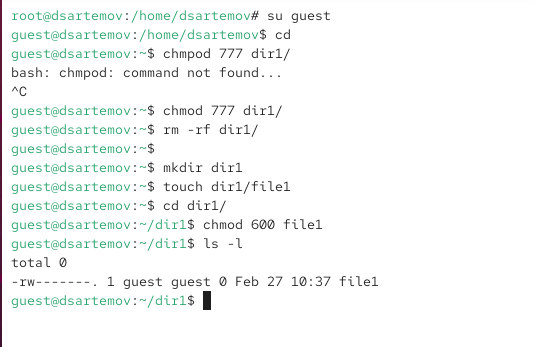 root@dsartemov:/home/dsartemov# su guest
guest@dsartemov:/home/dsartemov$ cd
guest@dsartemov:~$ chmpod 777 dir1/
bash: chmpod: command not found...
^C
guest@dsartemov:~$ chmod 777 dir1/
guest@dsartemov:~$ rm -rf dir1/
guest@dsartemov:~$
guest@dsartemov:~$ mkdir dir1
guest@dsartemov:~$ touch dir1/file1
guest@dsartemov:~$ cd dir1/
guest@dsartemov:~/dir1$ chmod 600 file1
guest@dsartemov:~/dir1$ ls -l
total 0
-rw-------. 1 guest guest 0 Feb 27 10:37 file1
guest@dsartemov:~/dir1$